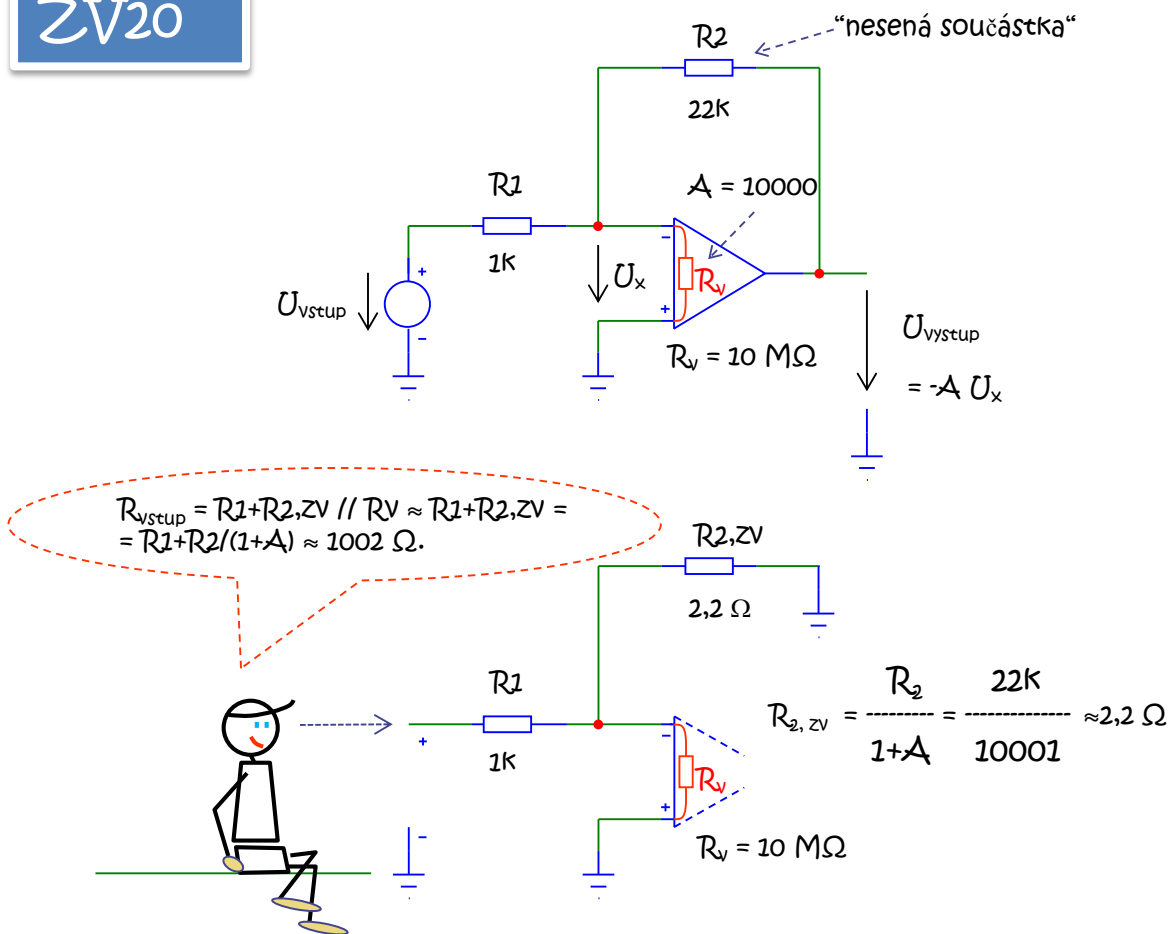 ZV20
"nesená součástka"
R2
22K
R1
1K
A = 10000
+
-
Uvstup
Ux
-
+
Rv
Rv = 10 MΩ
Uvystup
= -A Ux
Rvstup = R1+R2,ZV // RV ≈ R1+R2,ZV =
= R1+R2/(1+A) ≈ 1002 Ω.
R2,ZV
2,2 Ω
R1
1K
+
-
-
+
Rv
Rv = 10 MΩ
R2, ZV = R2 / 1+A = 22K / 10001 ≈2,2 Ω